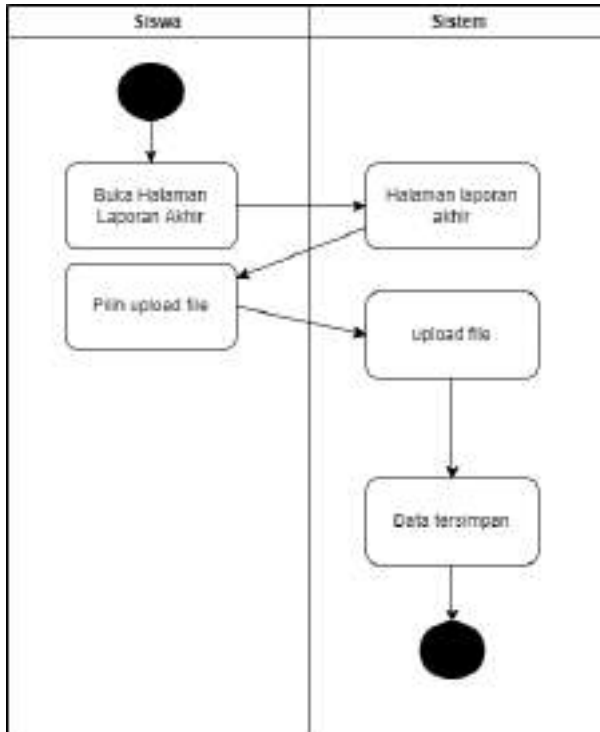 Siswa
Sistem
Buka Halaman
Laporan Akhir
Halaman laporan
akhir
Pilih upload file
upload file
Data tersimpan